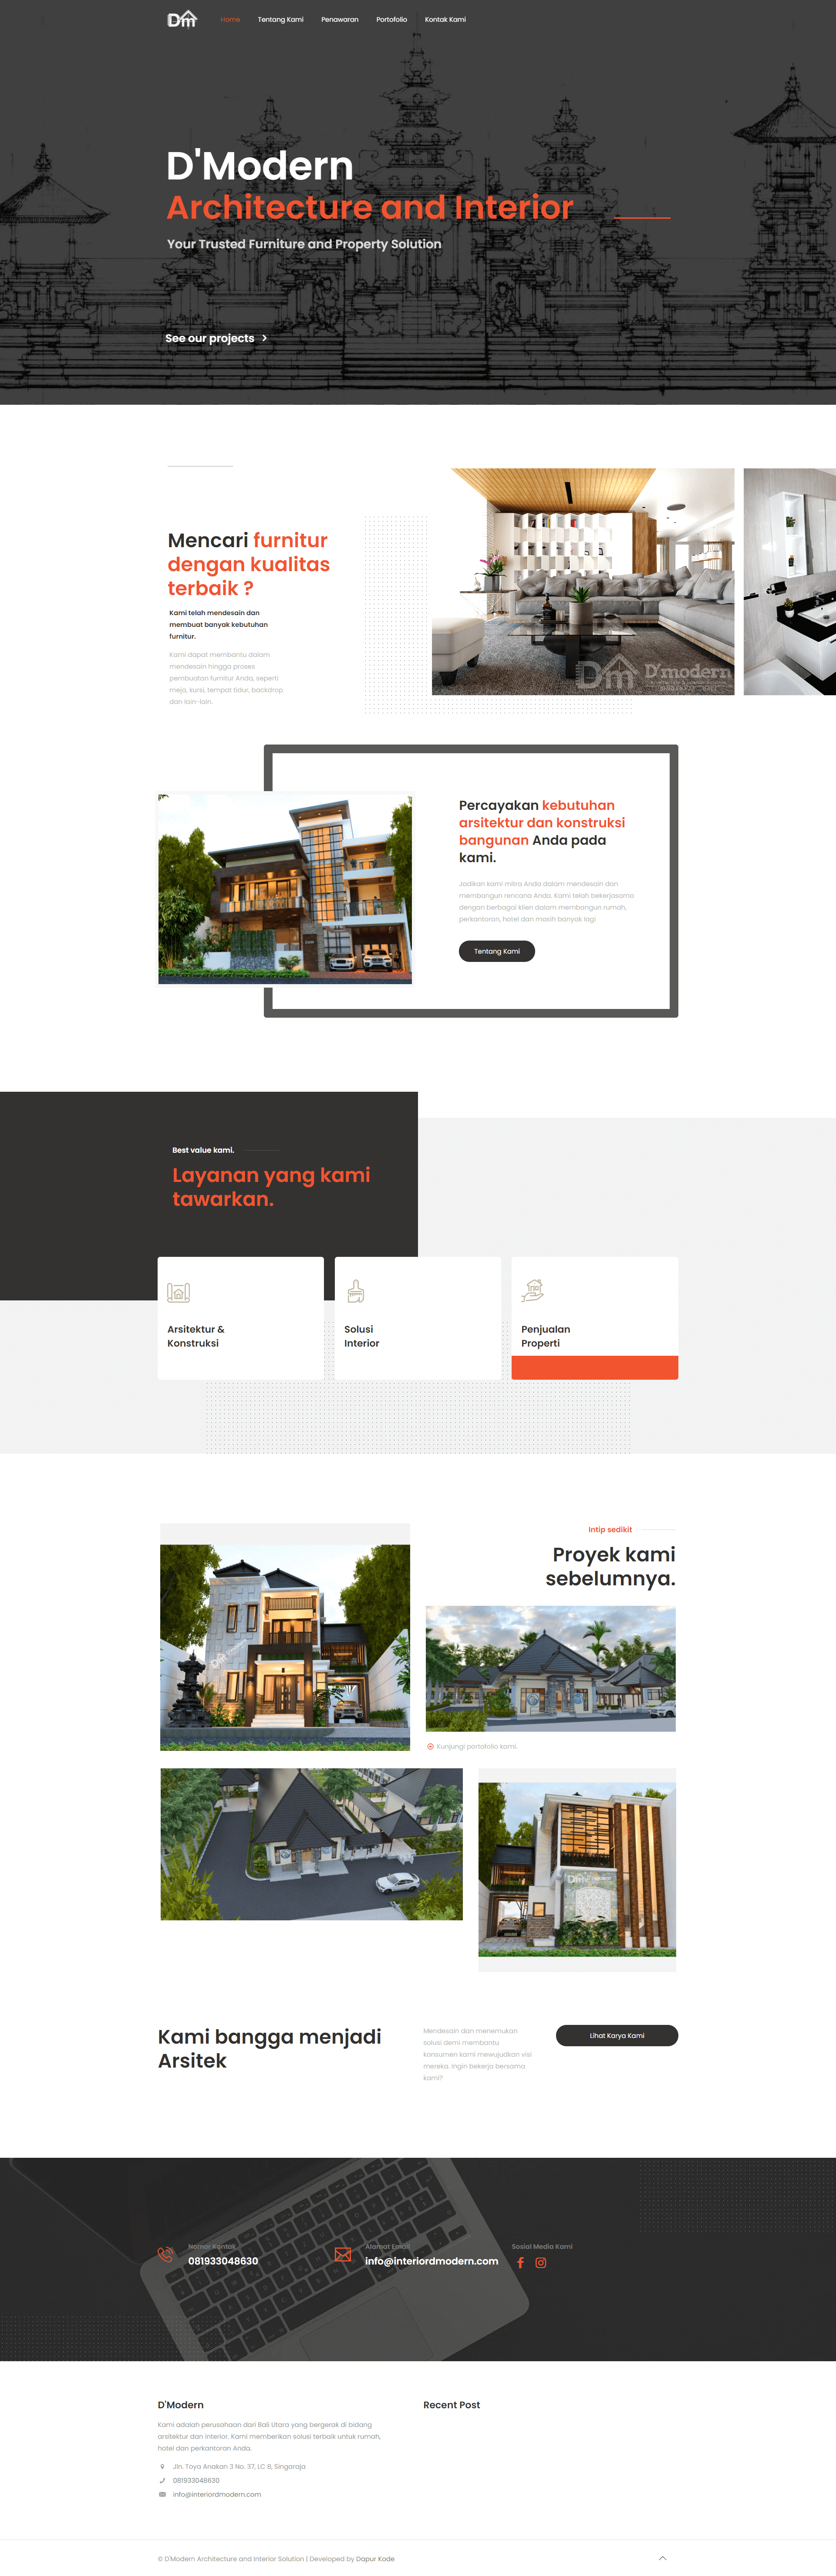 Dm
Home
Tentang Kami
Penawaran
Portofolio
Kontak Kami
D'Modern
Architecture and Interior
Your Trusted Furniture and Property Solution
See our projects
Mencari furnitur
dengan kualitas
terbaik ?
Kami telah mendesain dan
membuat banyak kebutuhan
furnitur.
Kami dapat membantu dalam
mendesain hingga proses
pembuatan furnitur Anda, seperti
meja, kursi, tempat tidur, backdrop
dan lain-lain.
Dm D'modern
Percayakan kebutuhan
arsitektur dan konstruksi
bangunan Anda pada
kami.
Jadikan kami mitra Anda dalam mendesain dan
membangun rencana Anda. Kami telah bekerjasama
dengan berbagai klien dalam membangun rumah,
perkantoran, hotel dan masih banyak lagi!
Tentang Kami
Best value kami.
Layanan yang kami
tawarkan.
Arsitektur &
Konstruksi
Solusi
Interior
Penjualan
Properti
Intip sedikit
Proyek kami
sebelumnya.
Kunjungi portofolio kami.
Kami bangga menjadi
Arsitek
Mendesain dan menemukan
solusi demi membantu
konsumen kami mewujudkan visi
mereka. Ingin bekerja bersama
kami?
Lihat Karya Kami
Nomor Kontak
081933048630
Alamat Email
info@interiordmodern.com
Sosial Media Kami
D'Modern
Kami adalah perusahaan dari Bali Utara yang bergerak di bidang
arsitektur dan interior. Kami memberikan solusi terbaik untuk rumah,
hotel dan perkantoran Anda.
Jln. Toya Anakan 3 No. 37, LC 8, Singaraja
081933048630
info@interiordmodern.com
Recent Post
© D'Modern Architecture and Interior Solution | Developed by Dapur Kode